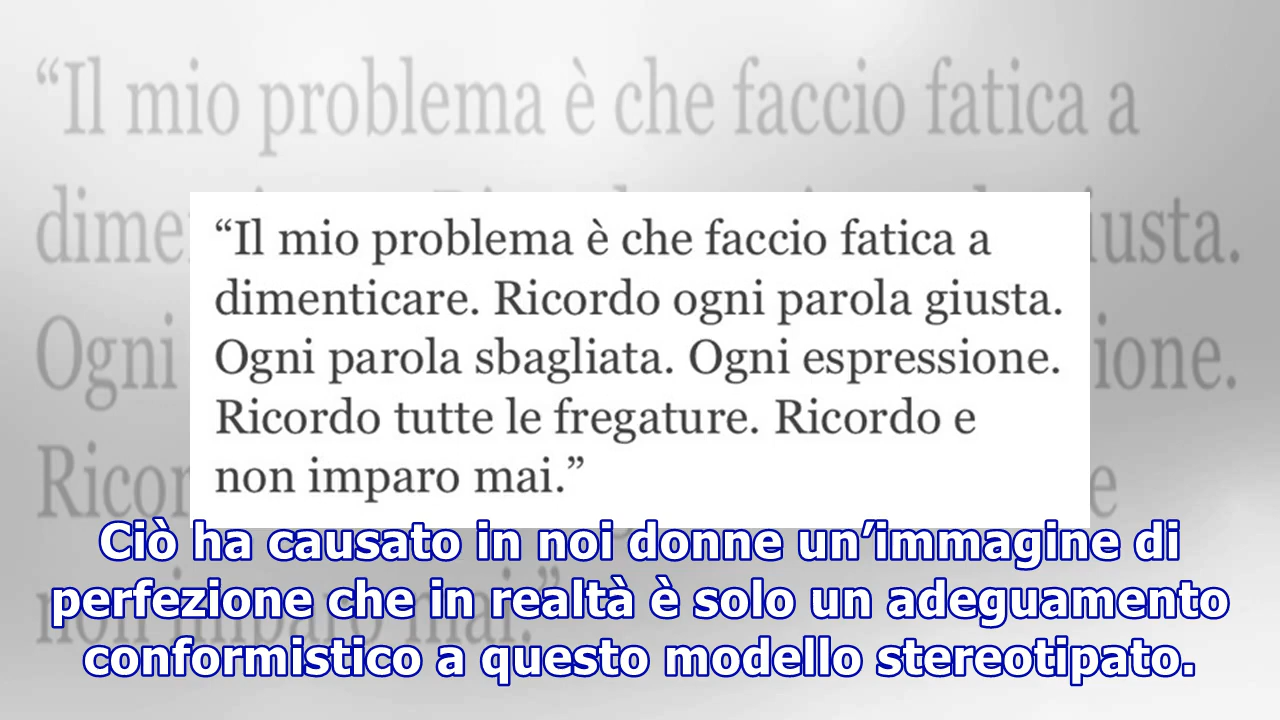 “Il mio problema è che faccio fatica a
dimenticare. Ricordo ogni parola giusta.
Ogni parola sbagliata. Ogni espressione.
Ricordo tutte le fregature. Ricordo e
non imparo mai.”
Ciò ha causato in noi donne un’immagine di
perfezione che in realtà è solo un adeguamento
conformistico a questo modello stereotipato.